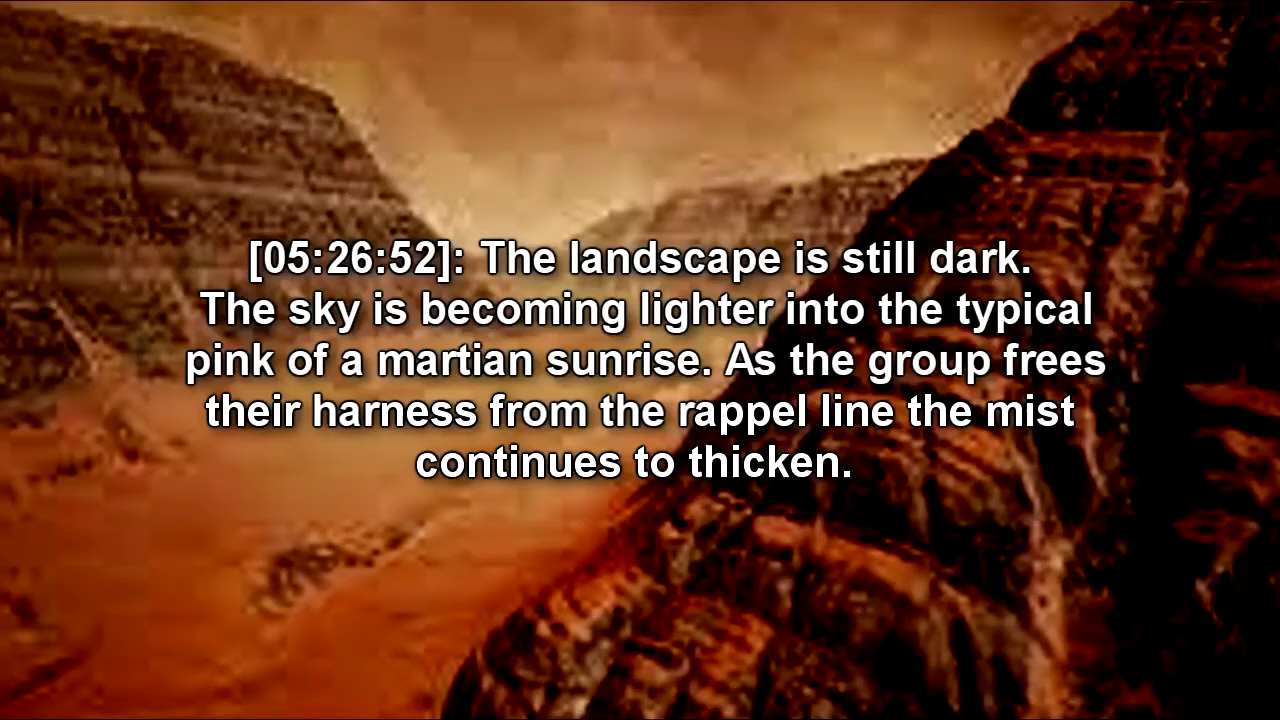 [05:26:52]: The landscape is still dark.
The sky is becoming lighter into the typical
pink of a martian sunrise. As the group frees
their harness from the rappel line the mist
continues to thicken.